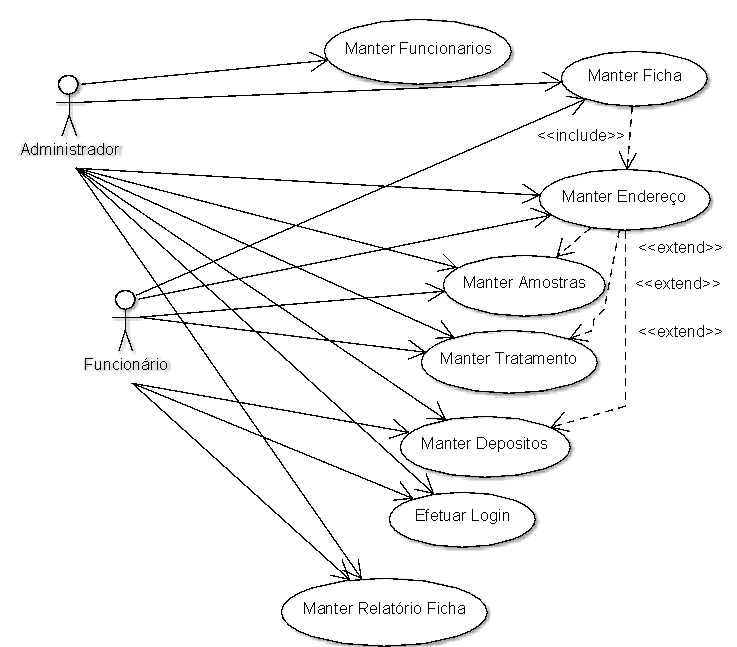 Manter Funcionarios
Manter Ficha
<<include>>
Administrador
Manter Endereço
<<extend>>
Manter Amostras
<<extend>>
<<extend>>
Funcionário
Manter Tratamento
Manter Depositos
Efetuar Login
Manter Relatório Ficha